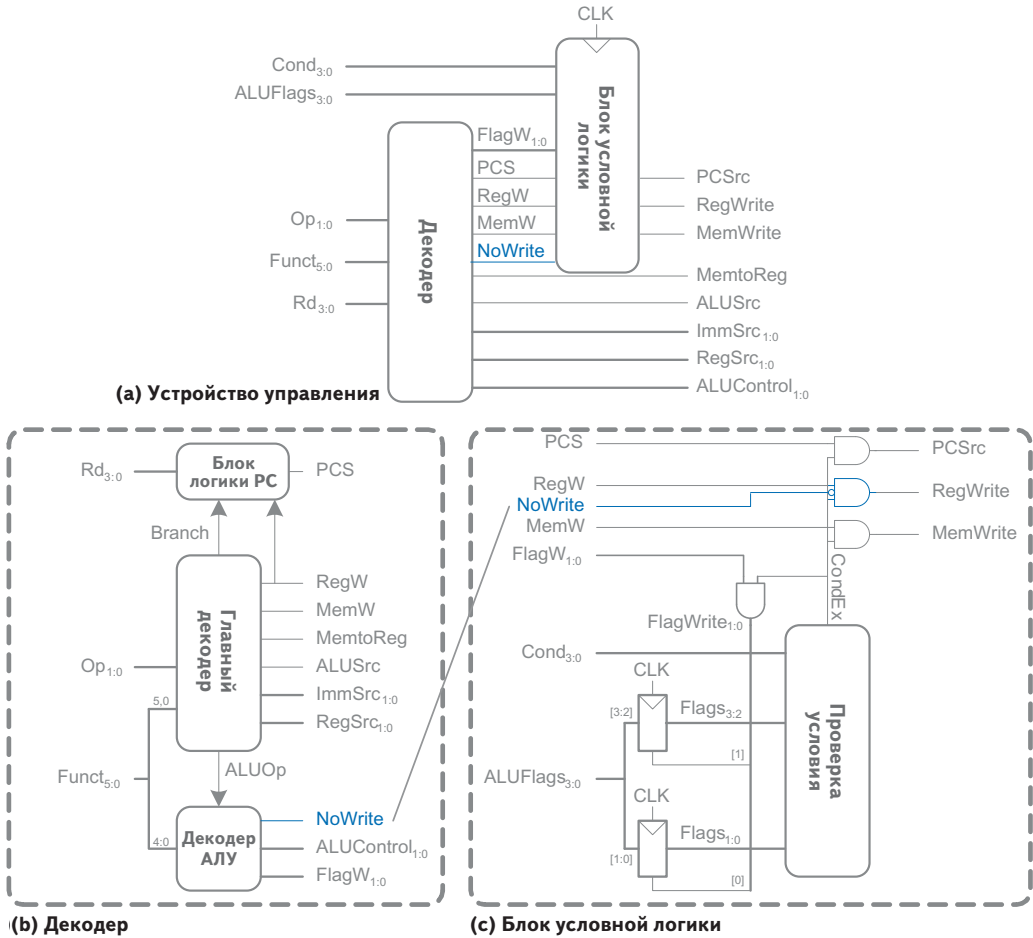 CLK
Cond3:0
ALUFlags3:0
Блок условной
логики
FlagW1:0
PCS
PCSrc
RegW
RegWrite
Op1:0
MemW
MemWrite
Декодер
Funct5:0
NoWrite
MemtoReg
Rd3:0
ALUSrc
ImmSrc1:0
RegSrc1:0
ALUControl1:0
(a) Устройство управления
Rd3:0
Блок
логики PC
PCS
Branch
Главный
декодер
RegW
MemW
MemtoReg
Op1:0
ALUSrc
ImmSrc1:0
5,0
RegSrc1:0
ALUOp
Funct5:0
4:0
Декодер
АЛУ
NoWrite
ALUControl1:0
FlagW1:0
(b) Декодер
PCS
PCSrc
RegW
RegWrite
NoWrite
MemW
MemWrite
FlagW1:0
CondEx
FlagWrite1:0
Cond3:0
CLK
[3:2]
Flags3:2
Проверка
условия
[1]
ALUFlags3:0
CLK
Flags1:0
[1:0]
[0]
(c) Блок условной логики